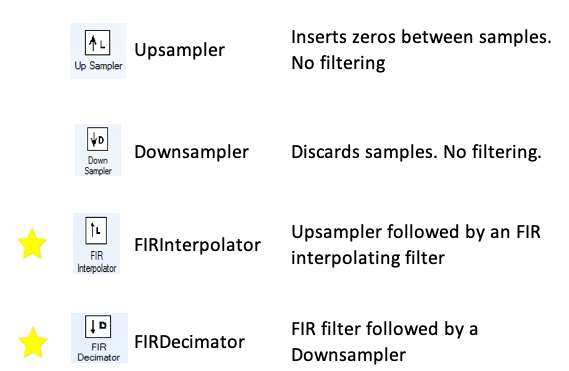 ↑L
Up Sampler
Upsampler
Inserts zeros between samples.
No filtering
↓D
Down
Sampler
Downsampler
Discards samples. No filtering.
↑L
FIR
Interpolator
FIRInterpolator
Upsampler followed by an FIR
interpolating filter
↓D
FIR
Decimator
FIRDecimator
FIR filter followed by a
Downsampler